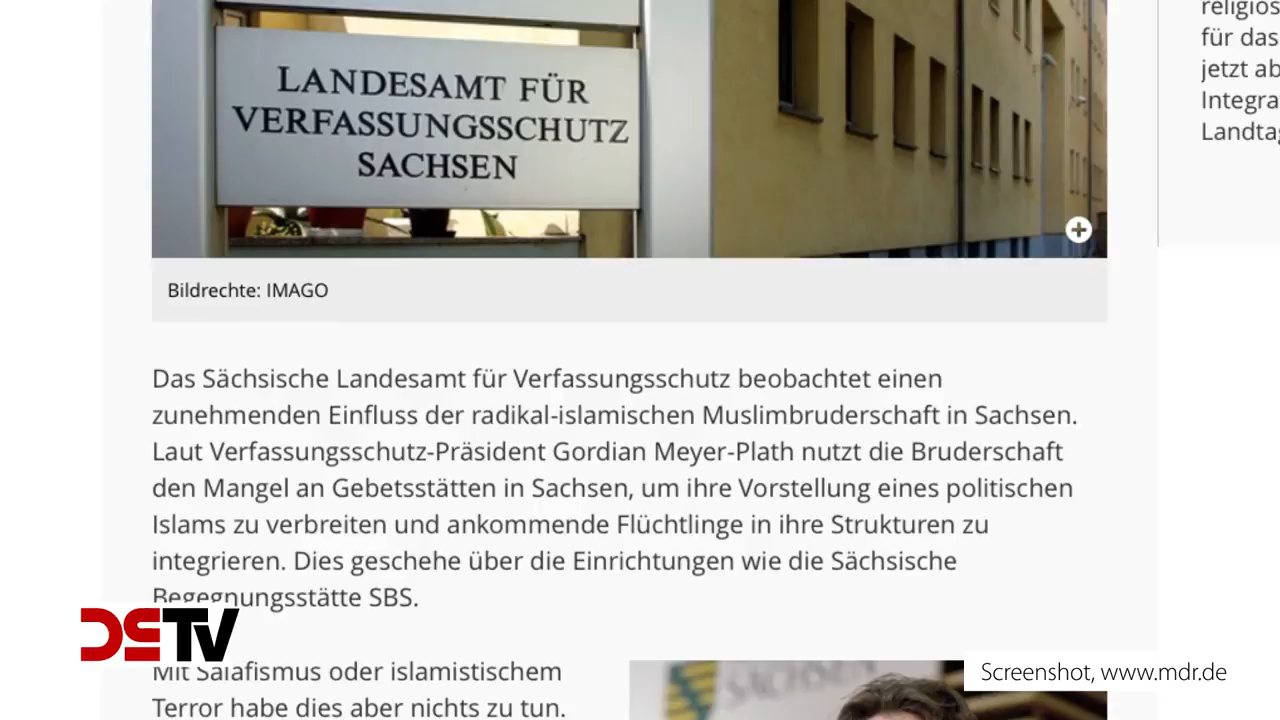 LANDESAMT FÜR
VERFASSUNGSSCHUTZ
SACHSEN
Bildrechte: IMAGO
Das Sächsische Landesamt für Verfassungsschutz beobachtet einen
zunehmenden Einfluss der radikal-islamischen Muslimbruderschaft in Sachsen.
Laut Verfassungsschutz-Präsident Gordian Meyer-Plath nutzt die Bruderschaft
den Mangel an Gebetsstätten in Sachsen, um ihre Vorstellung eines politischen
Islams zu verbreiten und ankommende Flüchtlinge in ihre Strukturen zu
integrieren. Dies geschehe über die Einrichtungen wie die Sächsische
Begegnungsstätte SBS.
Mit Salafismus oder islamistischem
Terror habe dies aber nichts zu tun.
SACHSEN
für das
jetzt ab
DSTV
Screenshot, www.mdr.de